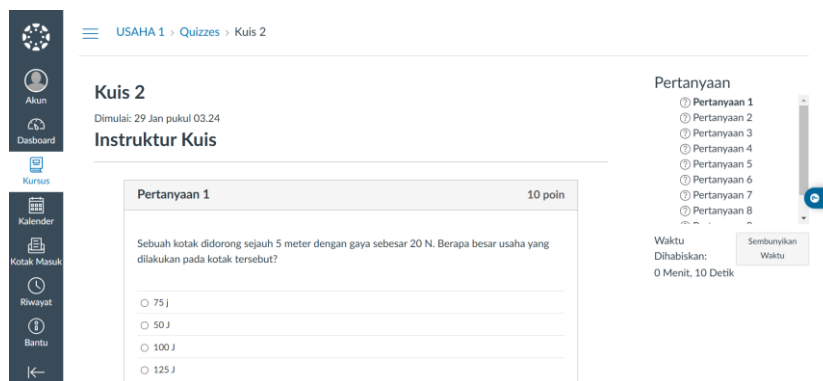 USAHA 1 > Quizzes > Kuis 2
Akun
Dasboard
Kursus
Kalender
Kotak Masuk
Riwayat
Bantu
Kuis 2
Dimulai: 29 Jan pukul 03.24
Instruktur Kuis
Pertanyaan 1 10 poin
Sebuah kotak didorong sejauh 5 meter dengan gaya sebesar 20 N. Berapa besar usaha yang
dilakukan pada kotak tersebut?
75 j
50 J
100 J
125 J
Pertanyaan
Pertanyaan 1
Pertanyaan 2
Pertanyaan 3
Pertanyaan 4
Pertanyaan 5
Pertanyaan 6
Pertanyaan 7
Pertanyaan 8
Waktu
Dihabiskan:
0 Menit, 10 Detik
Sembunyikan
Waktu